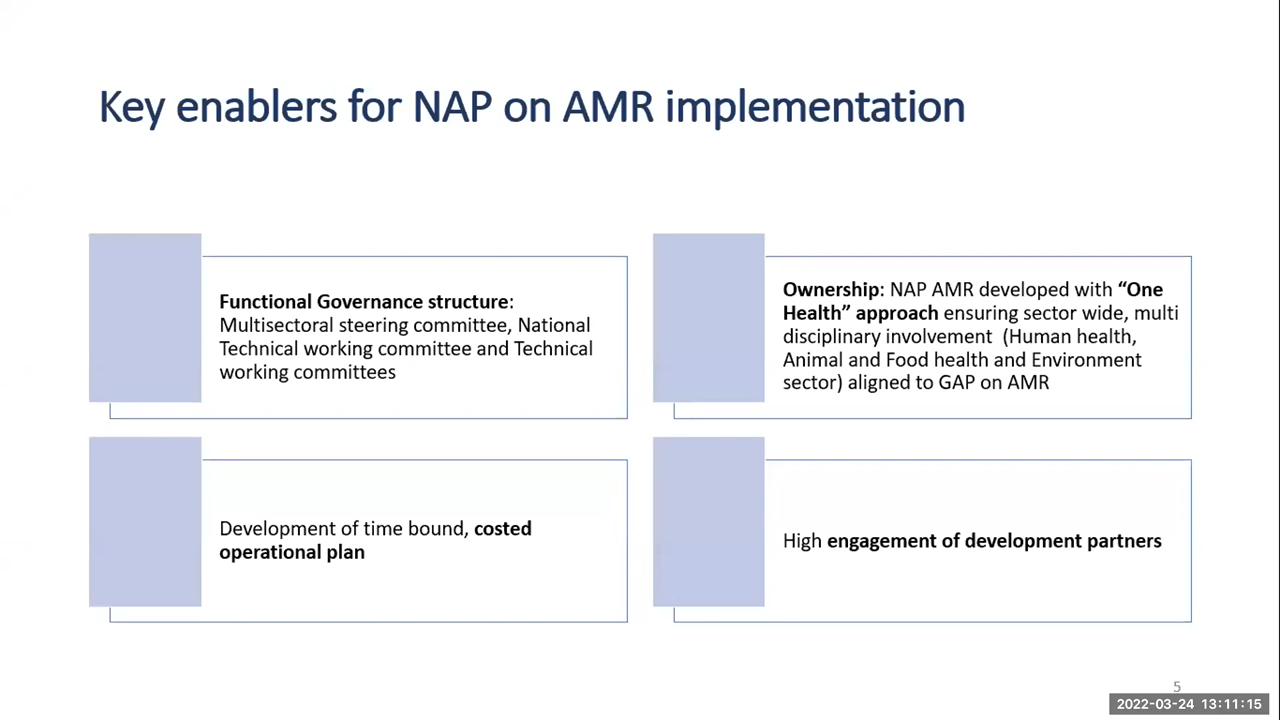 Key enablers for NAP on AMR implementation
Functional Governance structure:
Multisectoral steering committee, National
Technical working committee and Technical
working committees
Ownership: NAP AMR developed with “One
Health” approach ensuring sector wide, multi
disciplinary involvement (Human health,
Animal and Food health and Environment
sector) aligned to GAP on AMR
Development of time bound, costed
operational plan
High engagement of development partners
5
2022-03-24 13:11:15